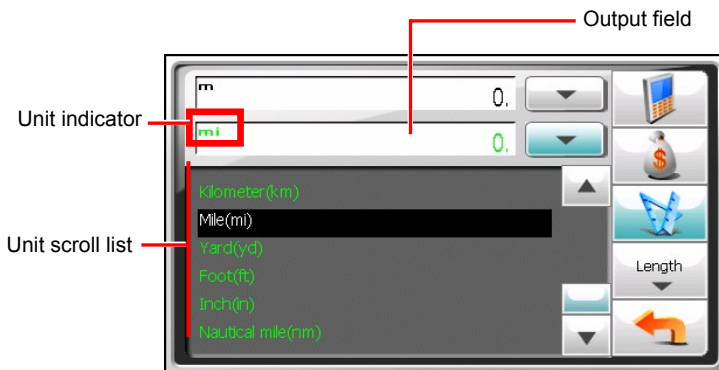 Output field
m 0.
Unit indicator
mi 0.
Kilometer(km)
Mile(mi)
Unit scroll list
Yard(yd)
Foot(ft)
Length
Inch(in)
Nautical mile(nm)